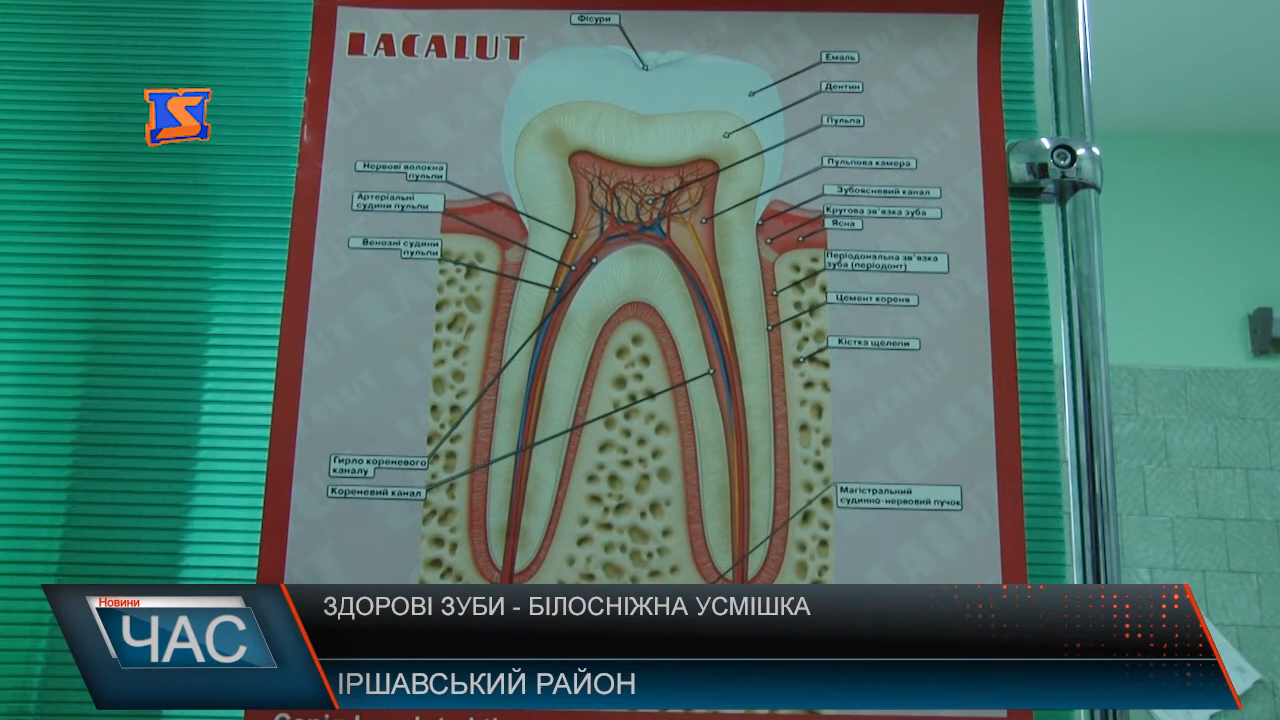 LACALUT
Фісури
Емаль
Дентин
Пульпа
Пульпова камера
Зубоясневий канал
Кругова зв'язка зуба
Ясна
Періодональна зв'язка
зуба (періодонт)
Цемент кореня
Кістка щелепи
Магістральний
судинно-нервовий пучок
Нервові волокна
пульпи
Артеріальні
судини пульпи
Венозні судини
пульпи
Гирло кореневого
каналу
Кореневий канал
Новини
ЧАС
ЗДОРОВІ ЗУБИ - БІЛОСНІЖНА УСМІШКА
ІРШАВСЬКИЙ РАЙОН